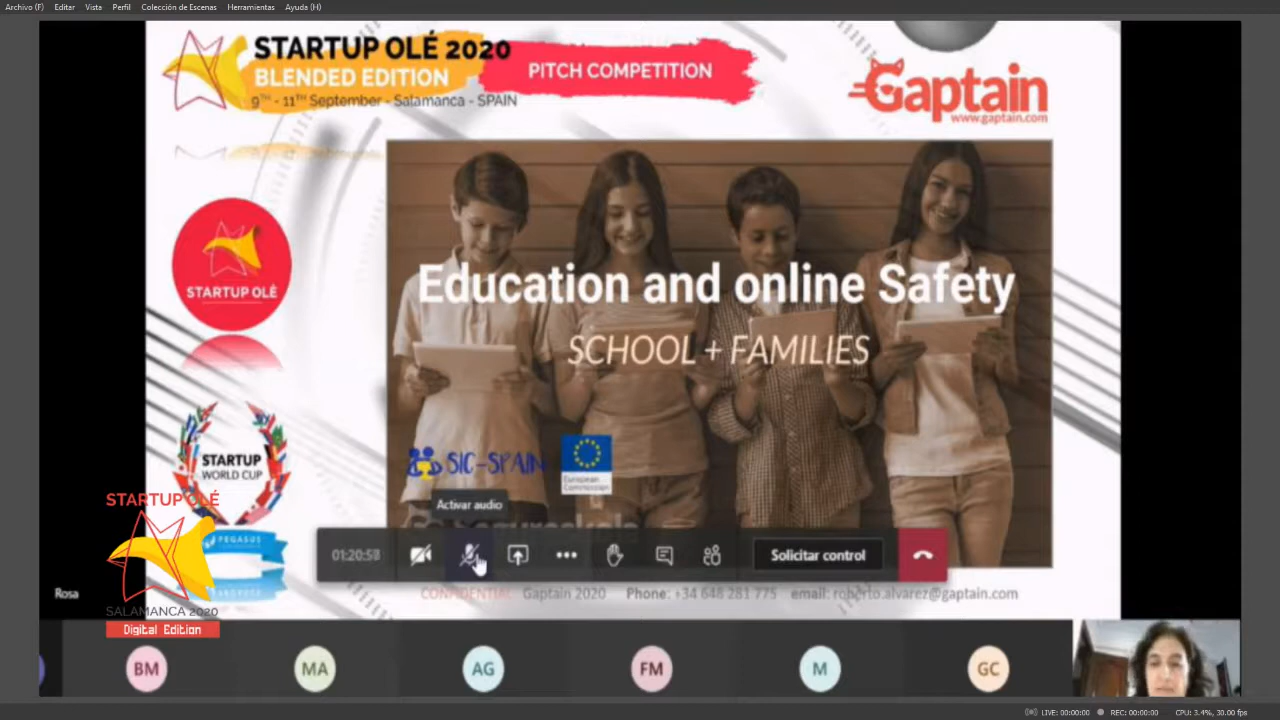 Archivo (F) Editar Vista Perfil Colección de Escenas Herramientas Ayuda (H)
STARTUP OLÉ 2020
BLENDED EDITION
9TH - 11TH September - Salamanca - SPAIN
PITCH COMPETITION
Gaptain
www.gaptain.com
STARTUP OLÉ
Education and online Safety
SCHOOL + FAMILIES
STARTUP
WORLD CUP
SIC-SPAIN
European
Commission
STARTUP OLÉ
PEGASUS
SALAMANCA 2020
Digital Edition
Activar audio
01:20:58
Solicitar control
CONFIDENTIAL Gaptain 2020 Phone: +34 648 281 775 email: roberto.alvarez@gaptain.com
Rosa
BM MA AG FM M GC
LIVE: 00:00:00 REC: 00:00:00 CPU: 3.4%, 30.00 fps